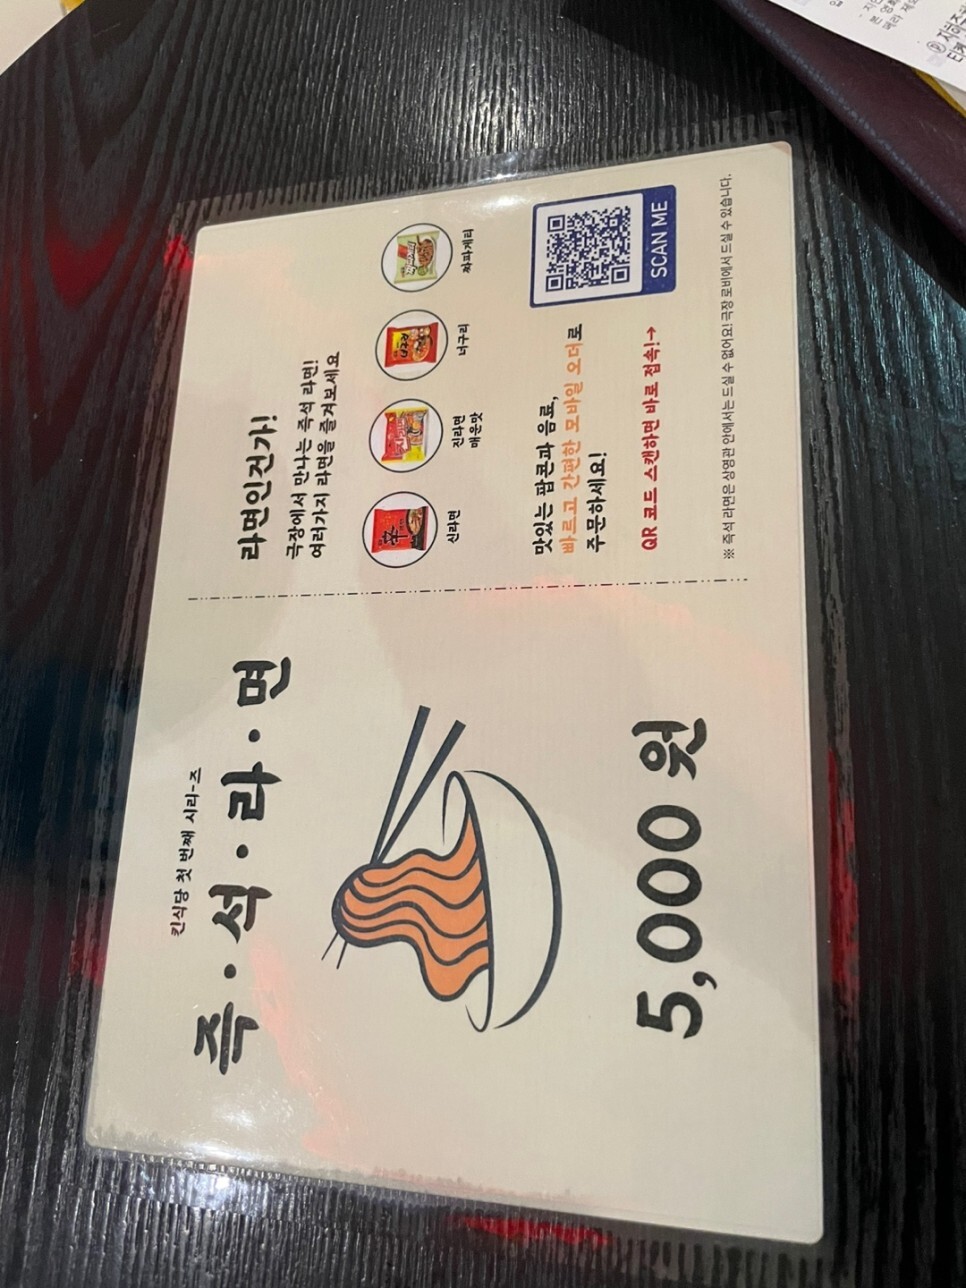 킨식당 첫 번째 시리-즈
즉·석·라·면
5,000 원
라면인건가!
극장에서 만나는 즉석 라면!
여러가지 라면을 즐겨보세요
신라면
진라면
매운맛
너구리
짜파게티
맛있는 팝콘과 음료,
빠르고 간편한 모바일 오더로
주문하세요!
QR 코드 스캔하면 바로 접속!→
SCAN ME
※ 즉석 라면은 상영관 안에서는 드실 수 없어요! 극장 로비에서 드실 수 있습니다.